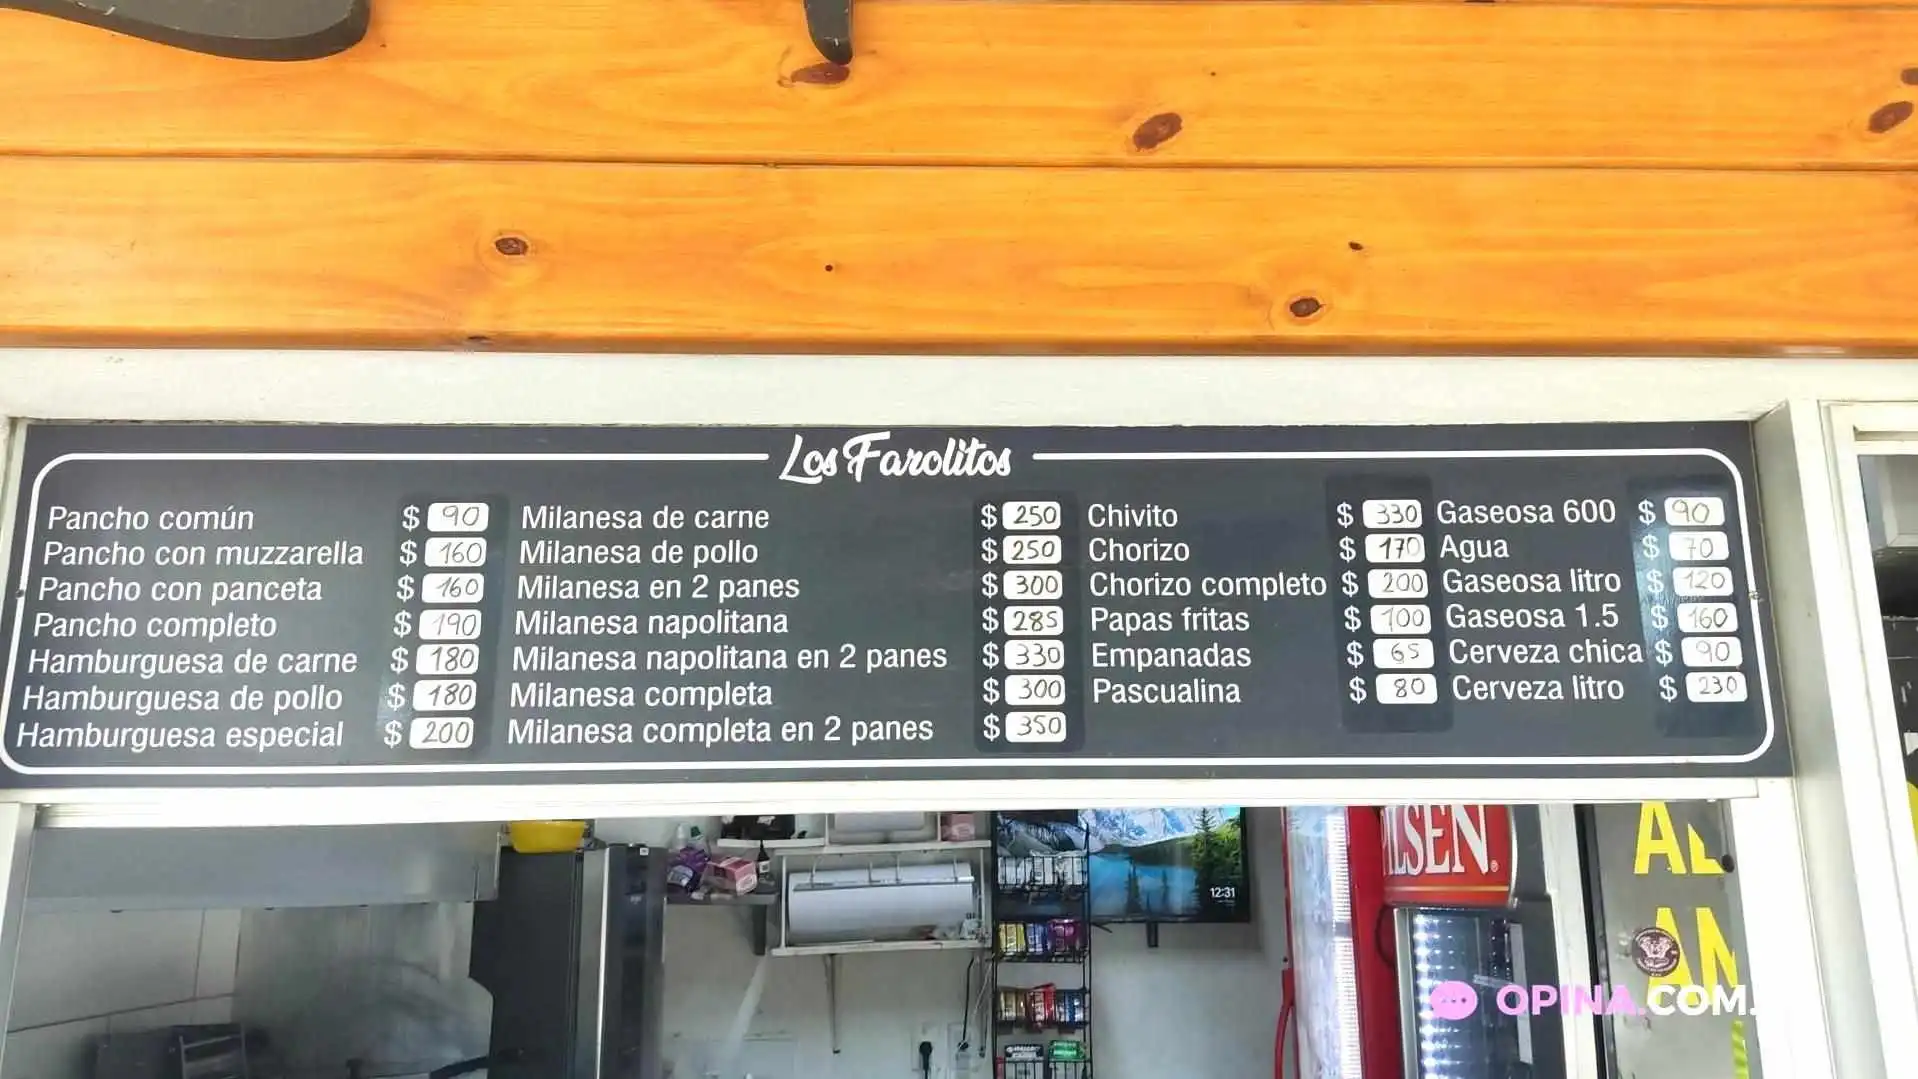 Los Farolitos
Pancho común $ 90
Pancho con muzzarella $ 160
Pancho con panceta $ 160
Pancho completo $ 190
Hamburguesa de carne $ 180
Hamburguesa de pollo $ 180
Hamburguesa especial $ 200
Milanesa de carne $ 250
Milanesa de pollo $ 250
Milanesa en 2 panes $ 300
Milanesa napolitana $ 285
Milanesa napolitana en 2 panes $ 330
Milanesa completa $ 300
Milanesa completa en 2 panes $ 350
Chivito $ 330
Chorizo $ 170
Chorizo completo $ 200
Papas fritas $ 100
Empanadas $ 65
Pascualina $ 80
Gaseosa 600 $ 90
Agua $ 70
Gaseosa litro $ 120
Gaseosa 1.5 $ 160
Cerveza chica $ 90
Cerveza litro $ 230
12:31
PILSEN
OPINA.COM.